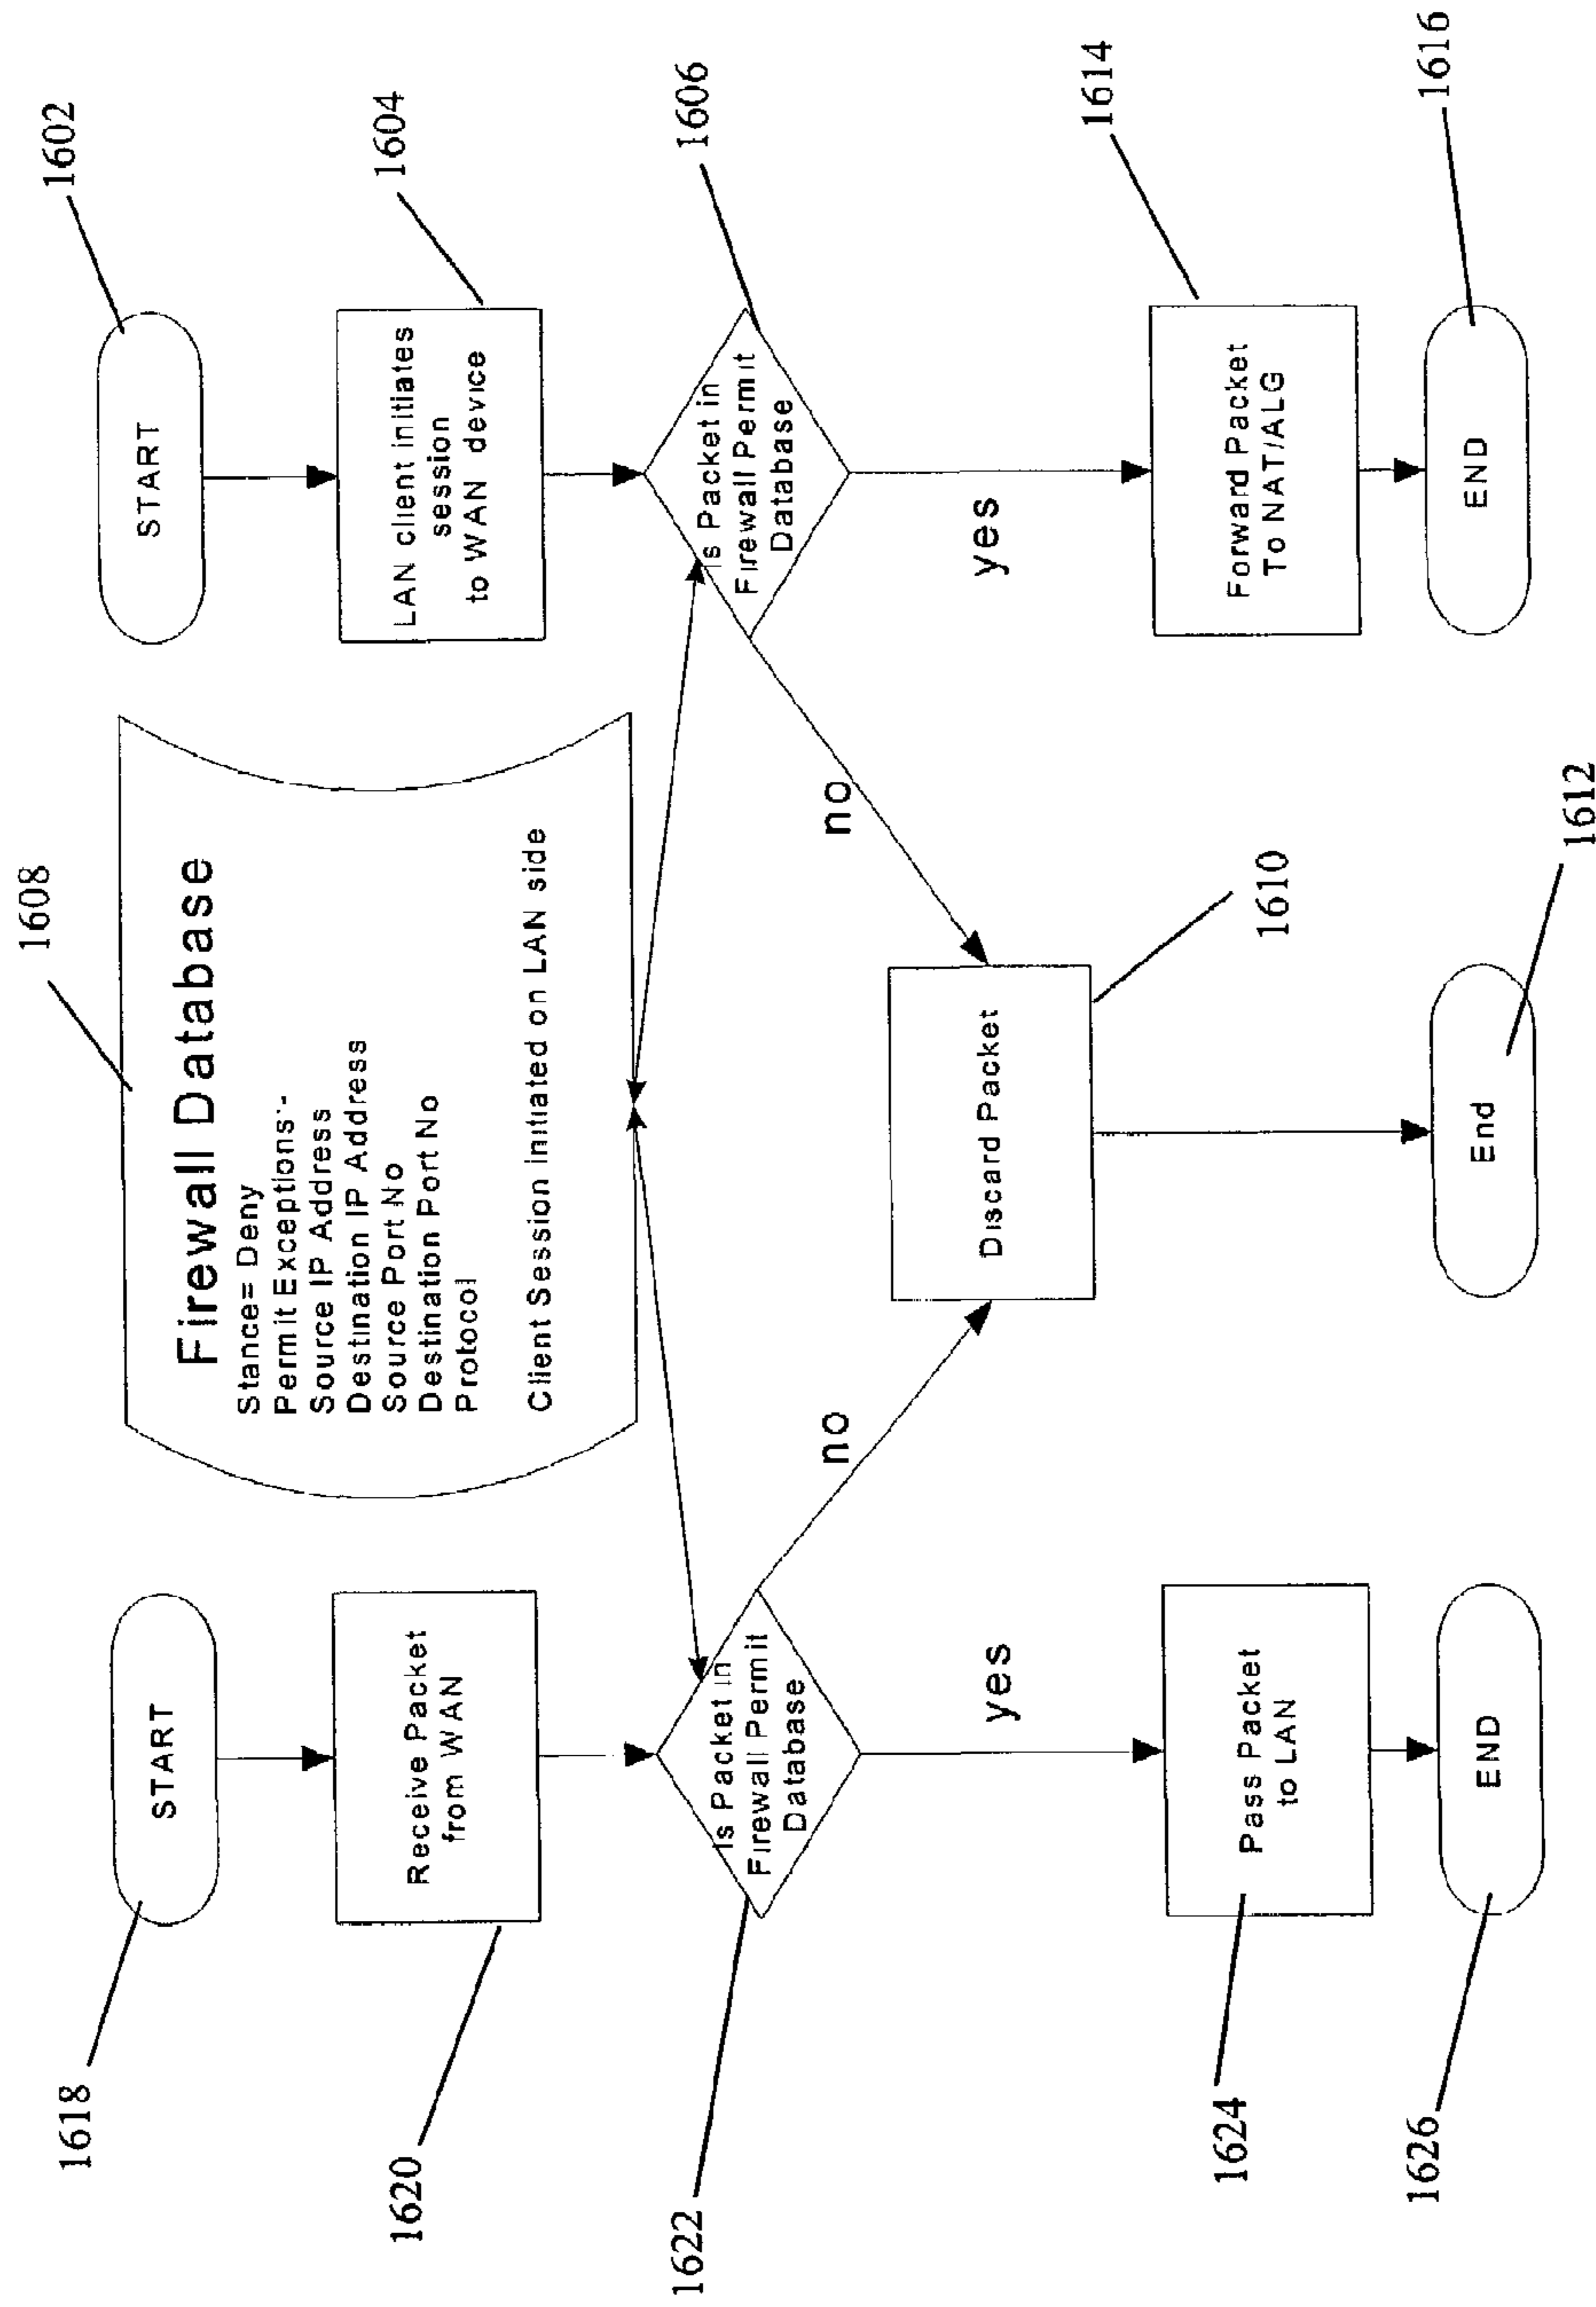 1618
START
1620
Receive Packet
from WAN
1622
Is Packet in
Firewall Permit
Database
no
yes
1624
Pass Packet
to LAN
1626
END
1608
Firewall Database
Stance= Deny
Permit Exceptions:-
Source IP Address
Destination IP Address
Source Port No
Destination Port No
Protocol
Client Session initiated on LAN side
Discard Packet
1610
End
1612
1602
START
1604
LAN client initiates
session
to WAN device
1606
Is Packet in
Firewall Permit
Database
no
yes
1614
Forward Packet
To NAT/ALG
1616
END